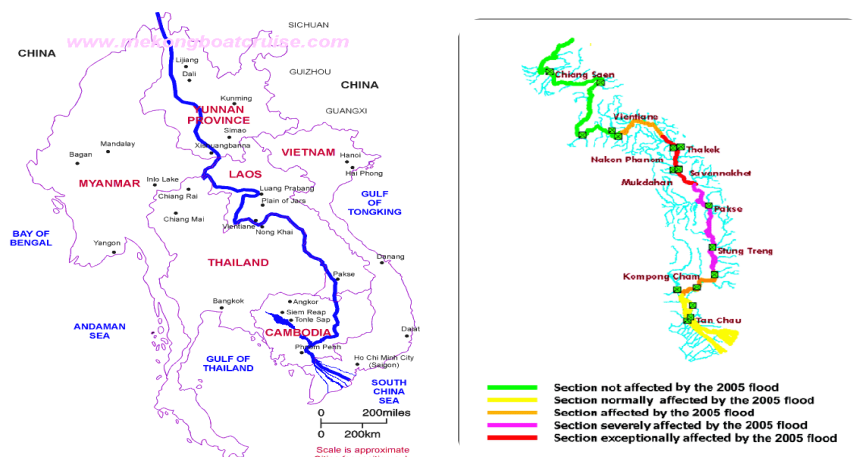 SICHUAN
www.mekongboatcruise.com
CHINA
Lijiang
Dali
GUIZHOU
CHINA
Kunming
YUNNAN
PROVINCE
GUANGXI
Simao
Xishuangbanna
Mandalay
VIETNAM
Hanoi
Bagan
Hai Phong
LAOS
MYANMAR
Inlo Lake
Luang Prabang
Chiang Rai
Plain of Jars
GULF
OF
TONGKING
Chiang Mai
Vientiane
Nong Khai
BAY OF
BENGAL
Yangon
Danang
THAILAND
Pakse
Bangkok
Angkor
Siem Reap
Tonle Sap
ANDAMAN
SEA
CAMBODIA
Dalat
Phnom Penh
GULF OF
THAILAND
Ho Chi Minh City
(Saigon)
SOUTH
CHINA
SEA
0 200miles
0 200km
Scale is approximate
Chiang Saen
Vientiane
Thakek
Nakon Phanom
Savannakhet
Mukdahan
Pakse
Stung Treng
Kompong Cham
Tan Chau
Section not affected by the 2005 flood
Section normally affected by the 2005 flood
Section affected by the 2005 flood
Section severely affected by the 2005 flood
Section exceptionally affected by the 2005 flood